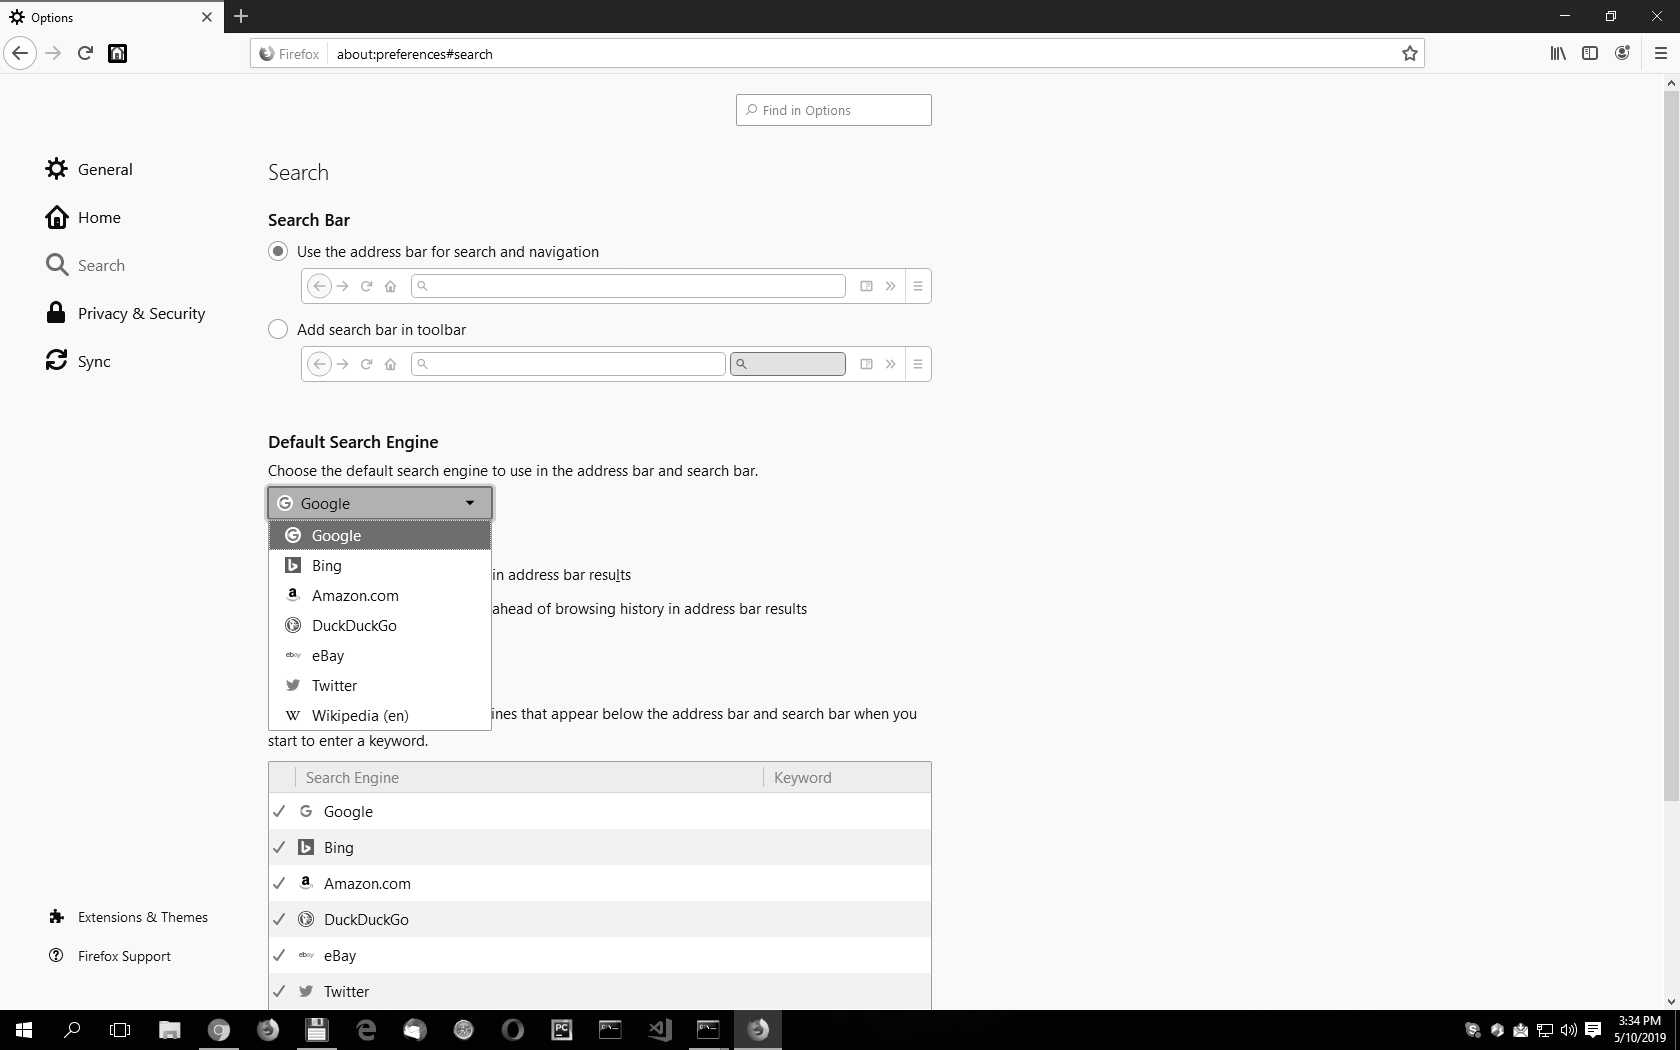 Options
Firefox
about:preferences#search
Find in Options
General
Home
Search
Privacy & Security
Sync
Extensions & Themes
Firefox Support
Search
Search Bar
Use the address bar for search and navigation
Add search bar in toolbar
Default Search Engine
Choose the default search engine to use in the address bar and search bar.
Google
Google
Bing
Amazon.com
DuckDuckGo
eBay
Twitter
Wikipedia (en)
in address bar results
ahead of browsing history in address bar results
ines that appear below the address bar and search bar when you
start to enter a keyword.
Search Engine Keyword
Google
Bing
Amazon.com
DuckDuckGo
eBay
Twitter
3:34 PM
5/10/2019